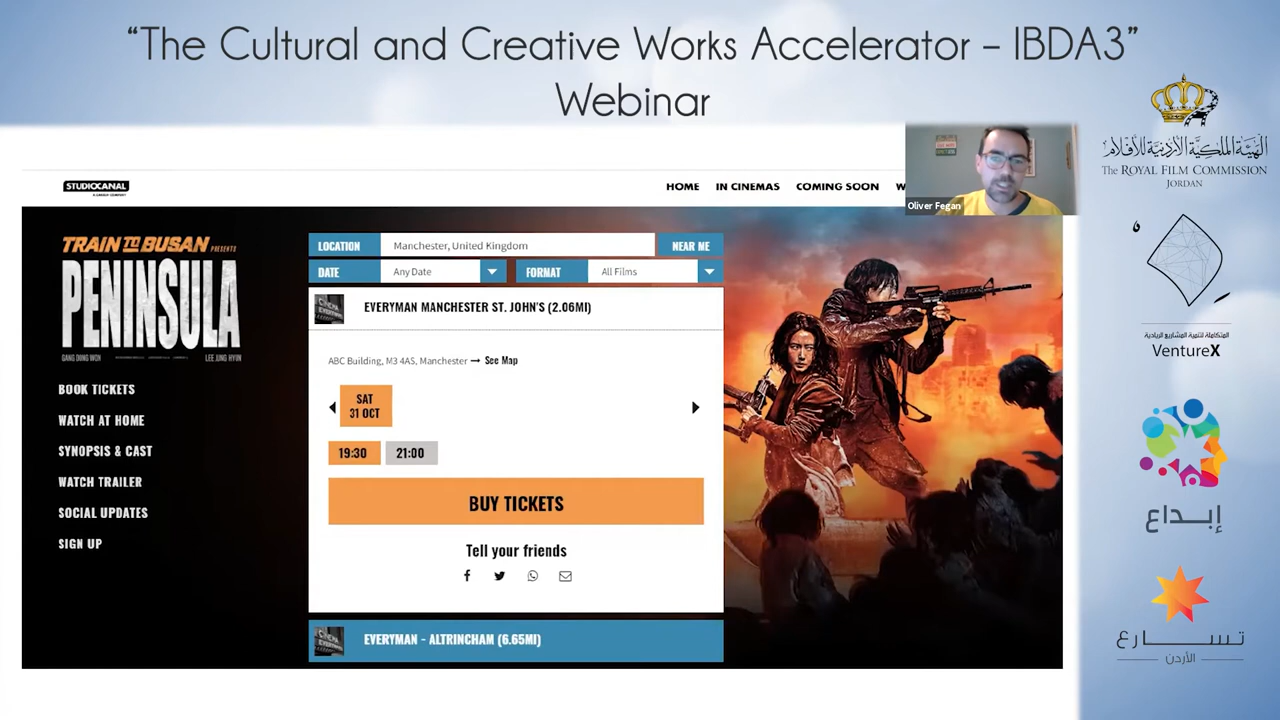 “The Cultural and Creative Works Accelerator – IBDA3”
Webinar
STUDIOCANAL
HOME IN CINEMAS COMING SOON W
Oliver Fegan
TRAIN TO BUSAN PRESENTS
PENINSULA
GANG DONG WON
LEE JUNG HYUN
BOOK TICKETS
WATCH AT HOME
SYNOPSIS & CAST
WATCH TRAILER
SOCIAL UPDATES
SIGN UP
LOCATION Manchester, United Kingdom NEAR ME
DATE Any Date FORMAT All Films
EVERYMAN MANCHESTER ST. JOHN'S (2.06MI)
ABC Building, M3 4AS, Manchester → See Map
SAT
31 OCT
19:30 21:00
BUY TICKETS
Tell your friends
EVERYMAN - ALTRINCHAM (6.65MI)
الهيئة الملكية الأردنية للأفلام
The ROYAL FILM COMMISSION
JORDAN
المتكاملة لتنمية المشاريع الريادية
VentureX
إبداع
تسارع
الأردن